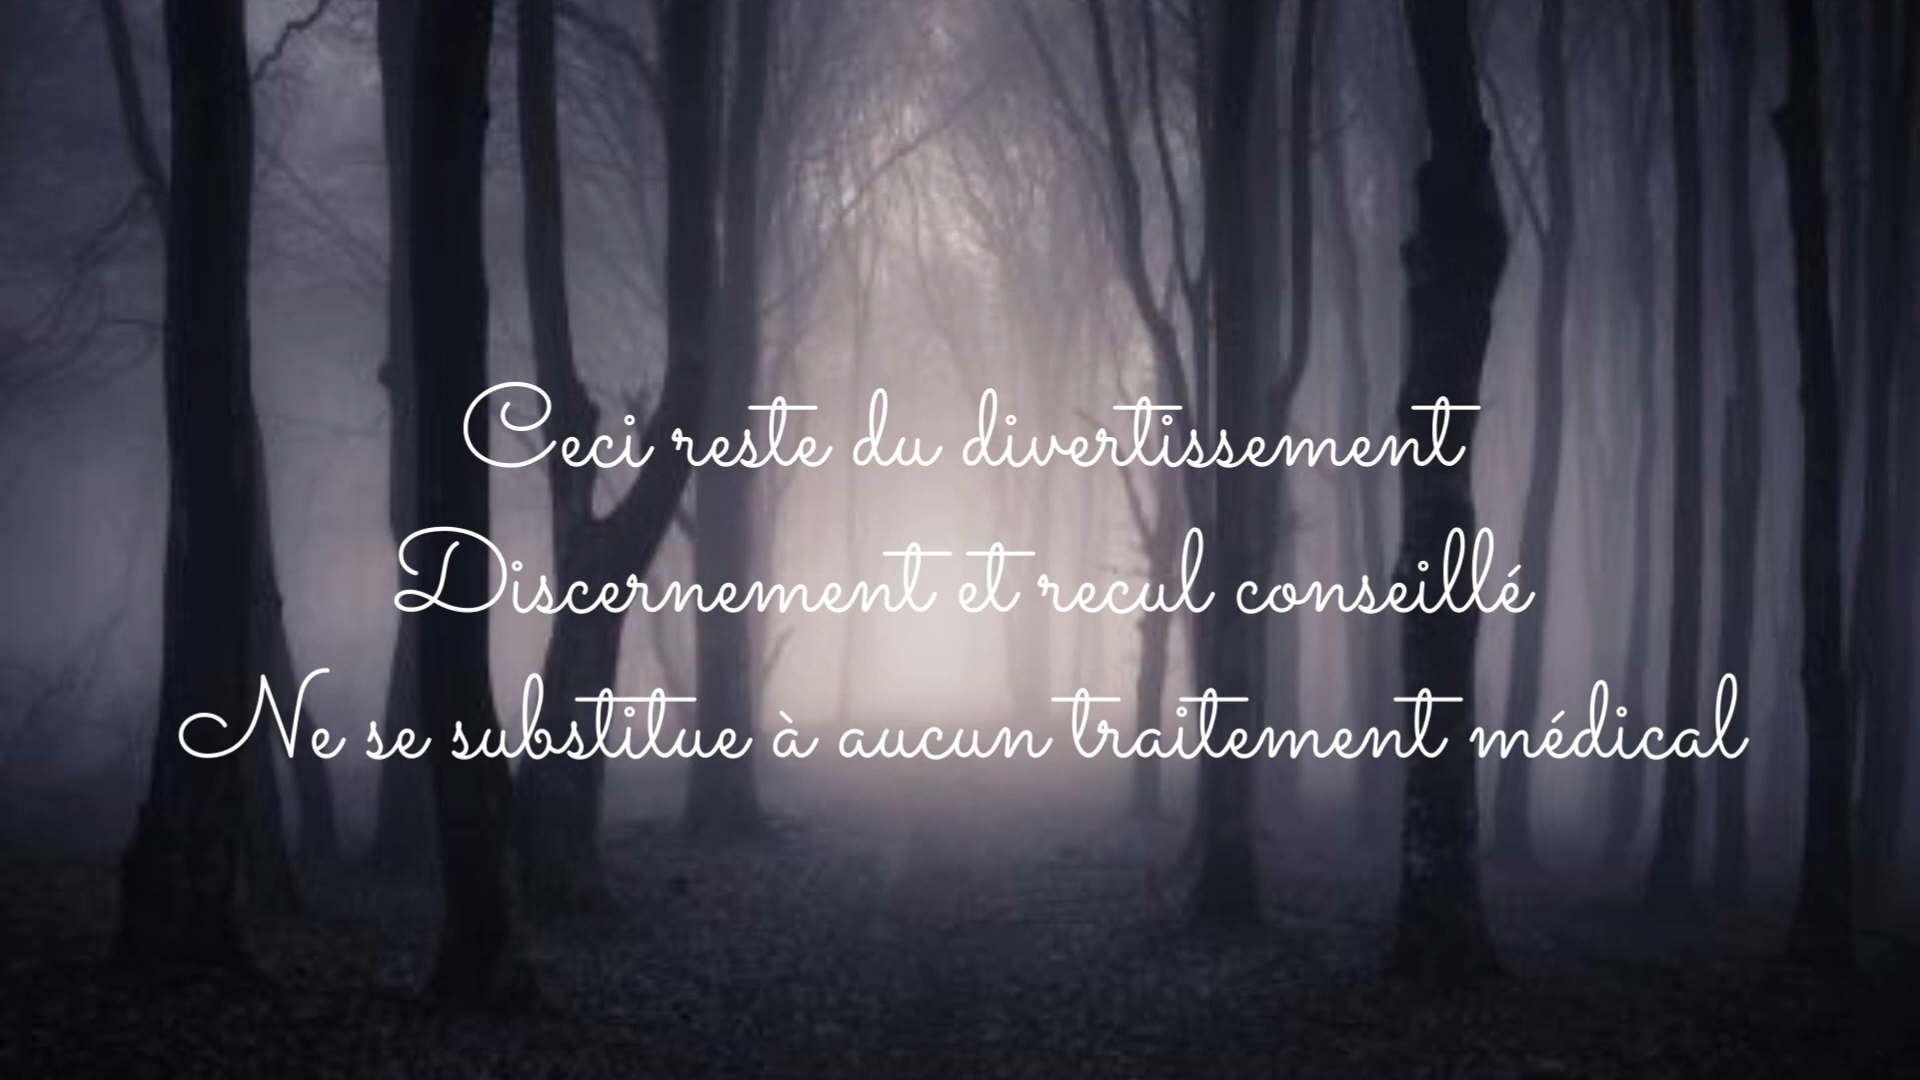 Ceci reste du divertissement
Discernement et recul conseillé
Ne se substitue à aucun traitement médical